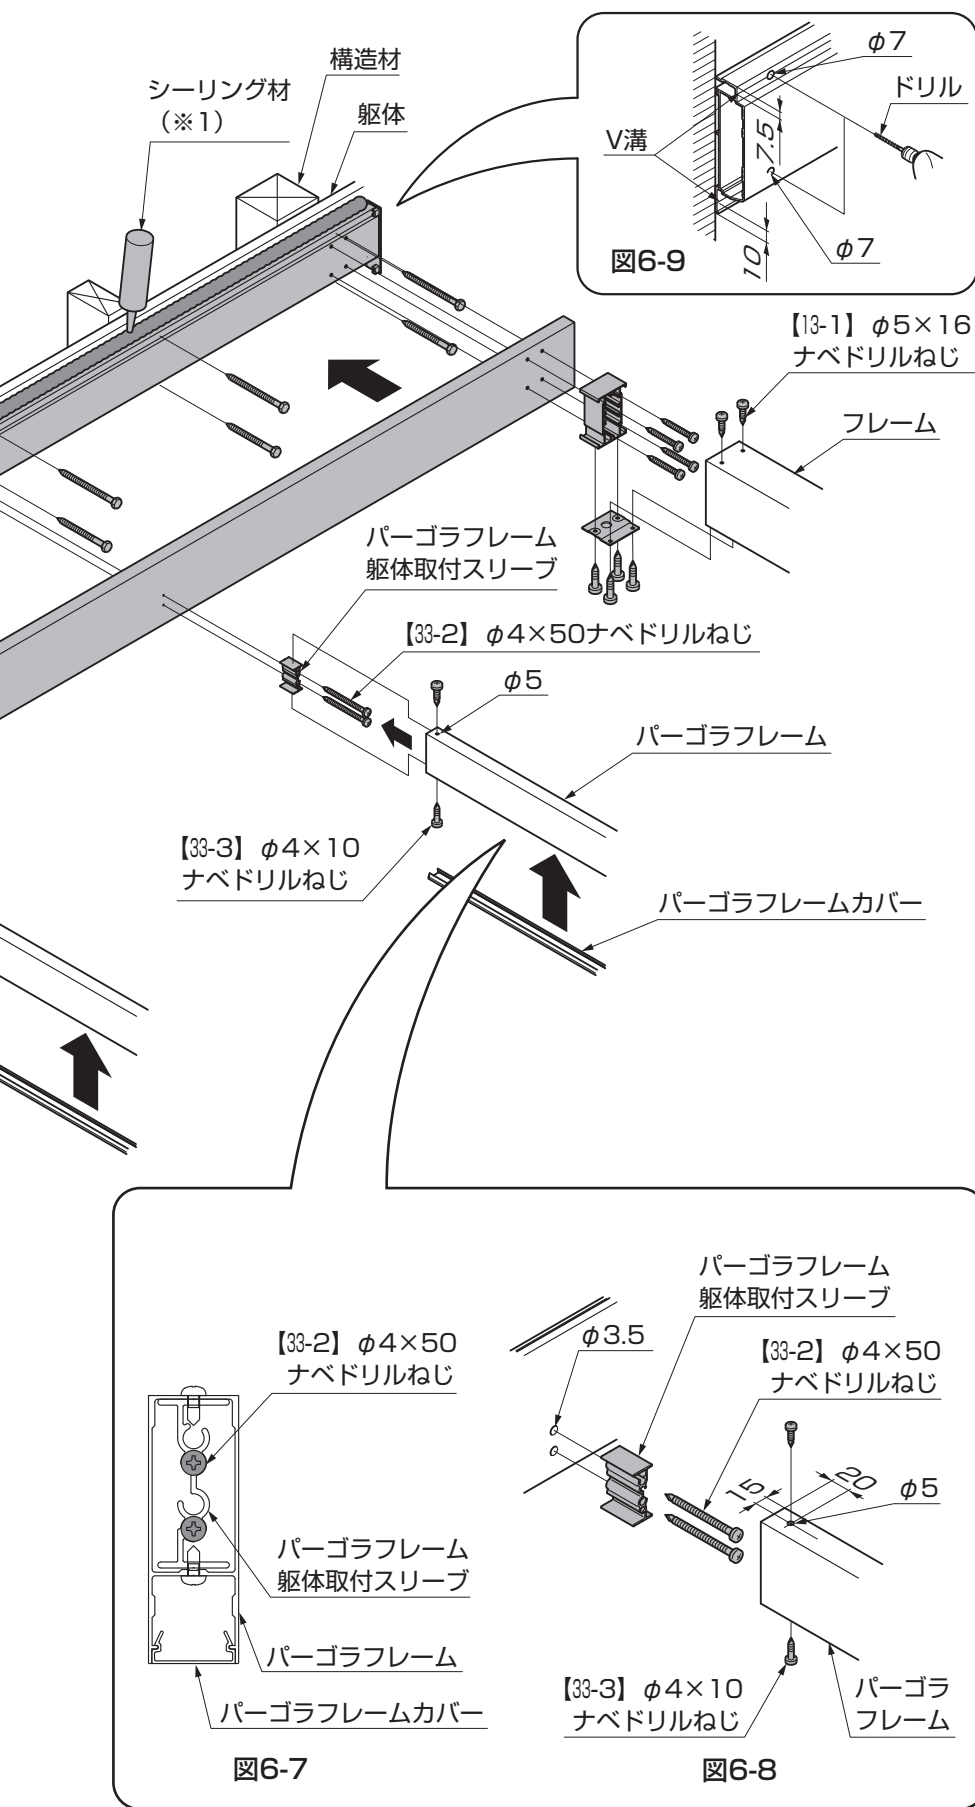 構造材
シーリング材
（※1）
躯体
φ7
ドリル
V溝
7.5
10
φ7
図6-9
【13-1】φ5×16
ナベドリルねじ
フレーム
パーゴラフレーム
躯体取付スリーブ
【33-2】φ4×50ナベドリルねじ
φ5
パーゴラフレーム
【33-3】φ4×10
ナベドリルねじ
パーゴラフレームカバー
【33-2】φ4×50
ナベドリルねじ
パーゴラフレーム
躯体取付スリーブ
パーゴラフレーム
パーゴラフレームカバー
図6-7
パーゴラフレーム
躯体取付スリーブ
φ3.5
【33-2】φ4×50
ナベドリルねじ
15
20
φ5
【33-3】φ4×10
ナベドリルねじ
パーゴラ
フレーム
図6-8